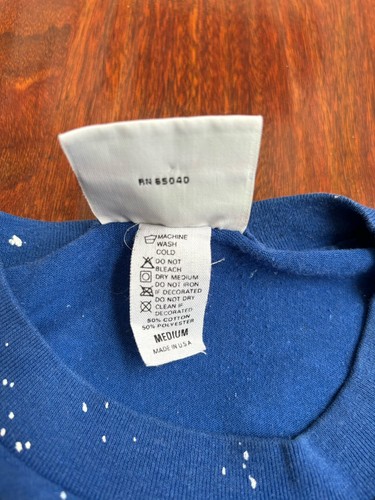 RN 65040
MACHINE
WASH
COLD
DO NOT
BLEACH
DRY MEDIUM
DO NOT IRON
IF DECORATED
DO NOT DRY
CLEAN IF
DECORATED
50% COTTON
50% POLYESTER
MEDIUM
MADE IN U.S.A.